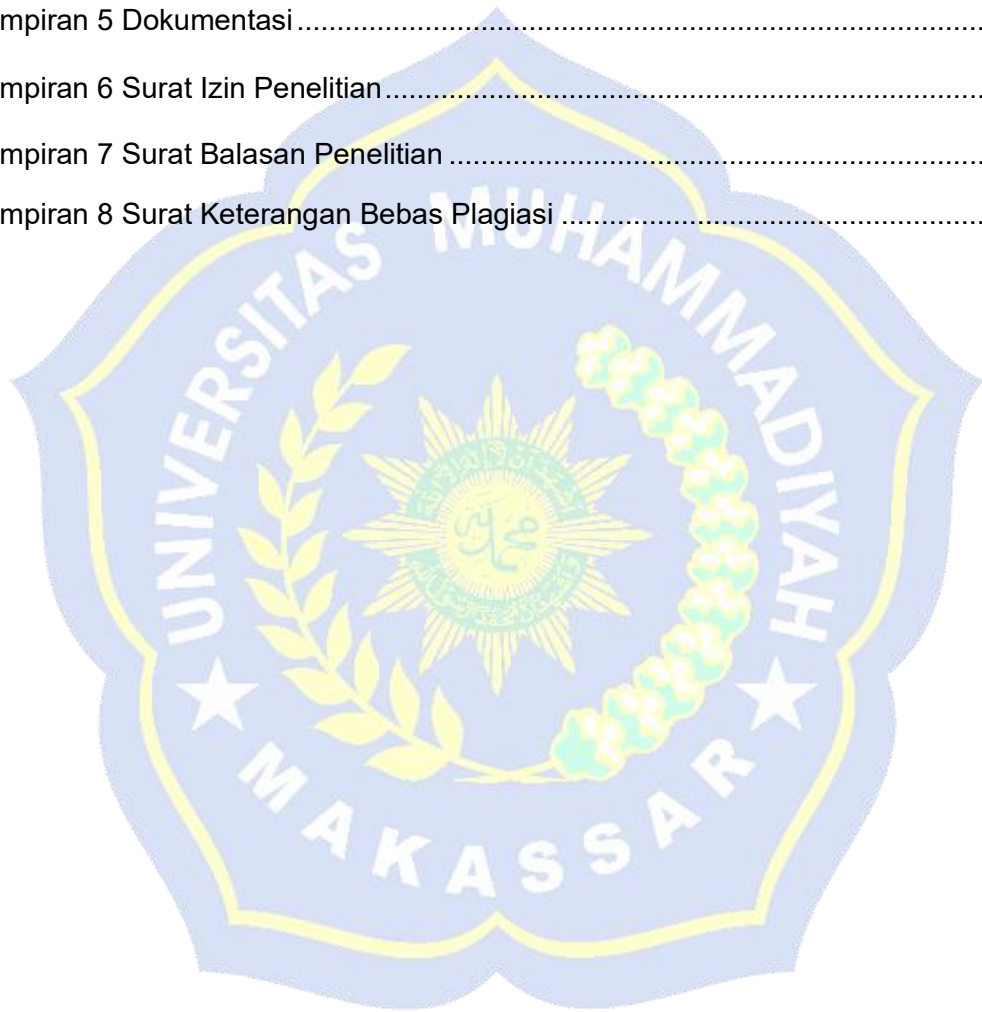 mpiran 5 Dokumentasi................................................................................
mpiran 6 Surat Izin Penelitian................................................................................
mpiran 7 Surat Balasan Penelitian ................................................................................
mpiran 8 Surat Keterangan Bebas Plagiasi ................................................................................
UNIVERSITAS MUHAMMADIYAH
MAKASSAR
محمد